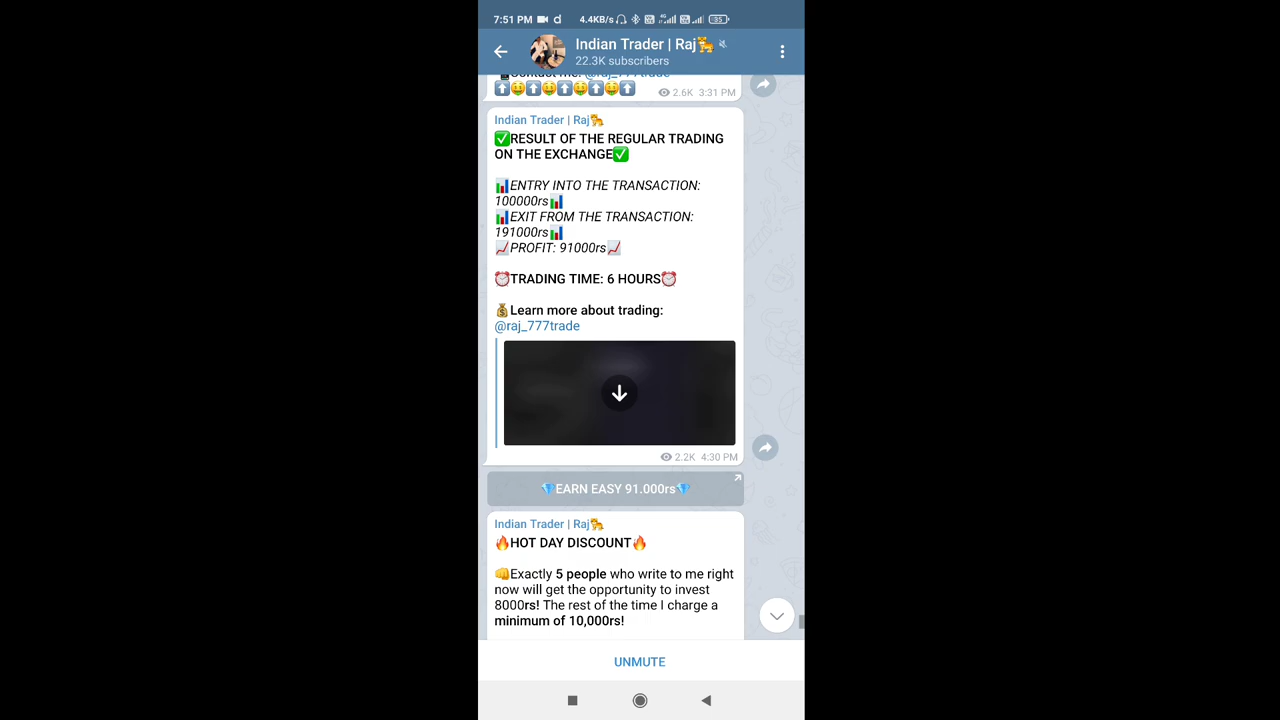 7:51 PM 4.4KB/s 4G 35
Indian Trader | Raj🐅
22.3K subscribers
Contact me: @raj_777trade
⬆️🤑⬆️🤑⬆️🤑⬆️🤑⬆️ 2.6K 3:31 PM
Indian Trader | Raj🐅
✅RESULT OF THE REGULAR TRADING
ON THE EXCHANGE✅
📊ENTRY INTO THE TRANSACTION:
100000rs📊
📊EXIT FROM THE TRANSACTION:
191000rs📊
📈PROFIT: 91000rs📈
⏰TRADING TIME: 6 HOURS⏰
💰Learn more about trading:
@raj_777trade
2.2K 4:30 PM
💎EARN EASY 91.000rs💎
Indian Trader | Raj🐅
🔥HOT DAY DISCOUNT🔥
👊Exactly 5 people who write to me right
now will get the opportunity to invest
8000rs! The rest of the time I charge a
minimum of 10,000rs!
UNMUTE